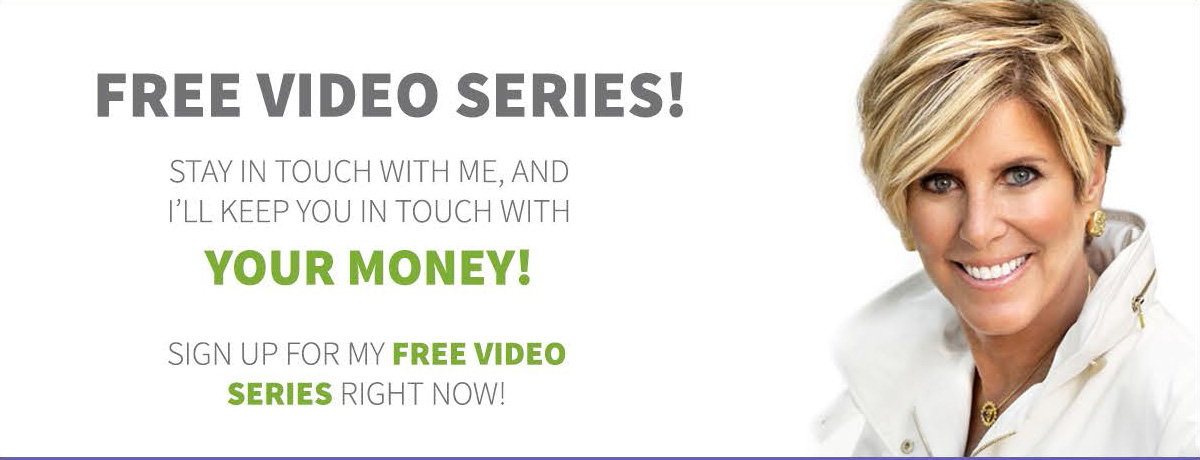 FREE VIDEO SERIES!
STAY IN TOUCH WITH ME, AND
I'LL KEEP YOU IN TOUCH WITH
YOUR MONEY!
SIGN UP FOR MY FREE VIDEO
SERIES RIGHT NOW!